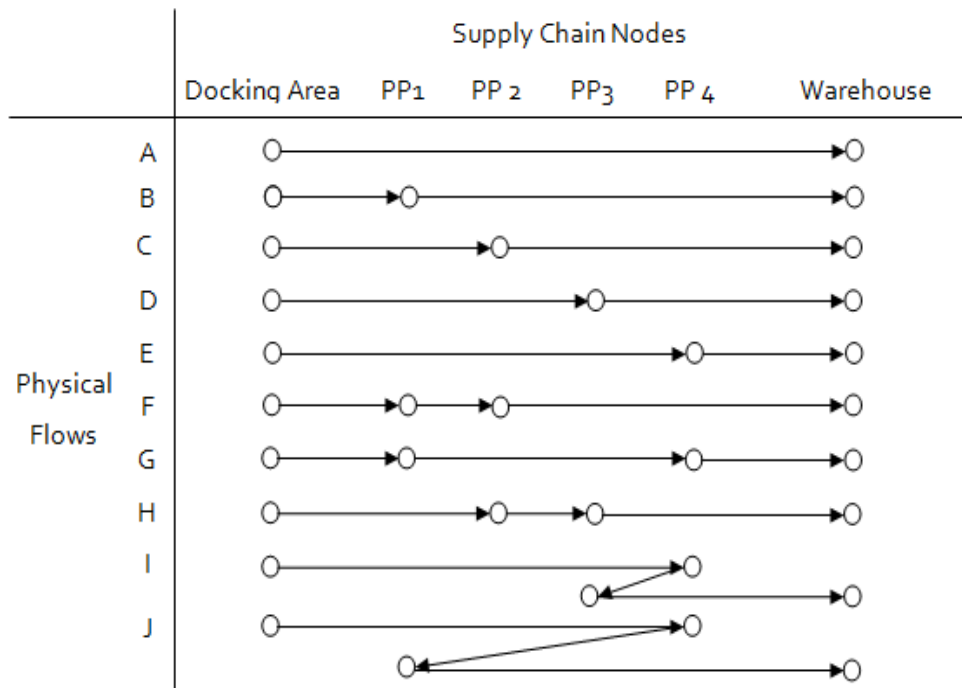 Supply Chain Nodes
Docking Area PP1 PP 2 PP3 PP 4 Warehouse
A
B
C
D
E
Physical
F
Flows
G
H
I
J